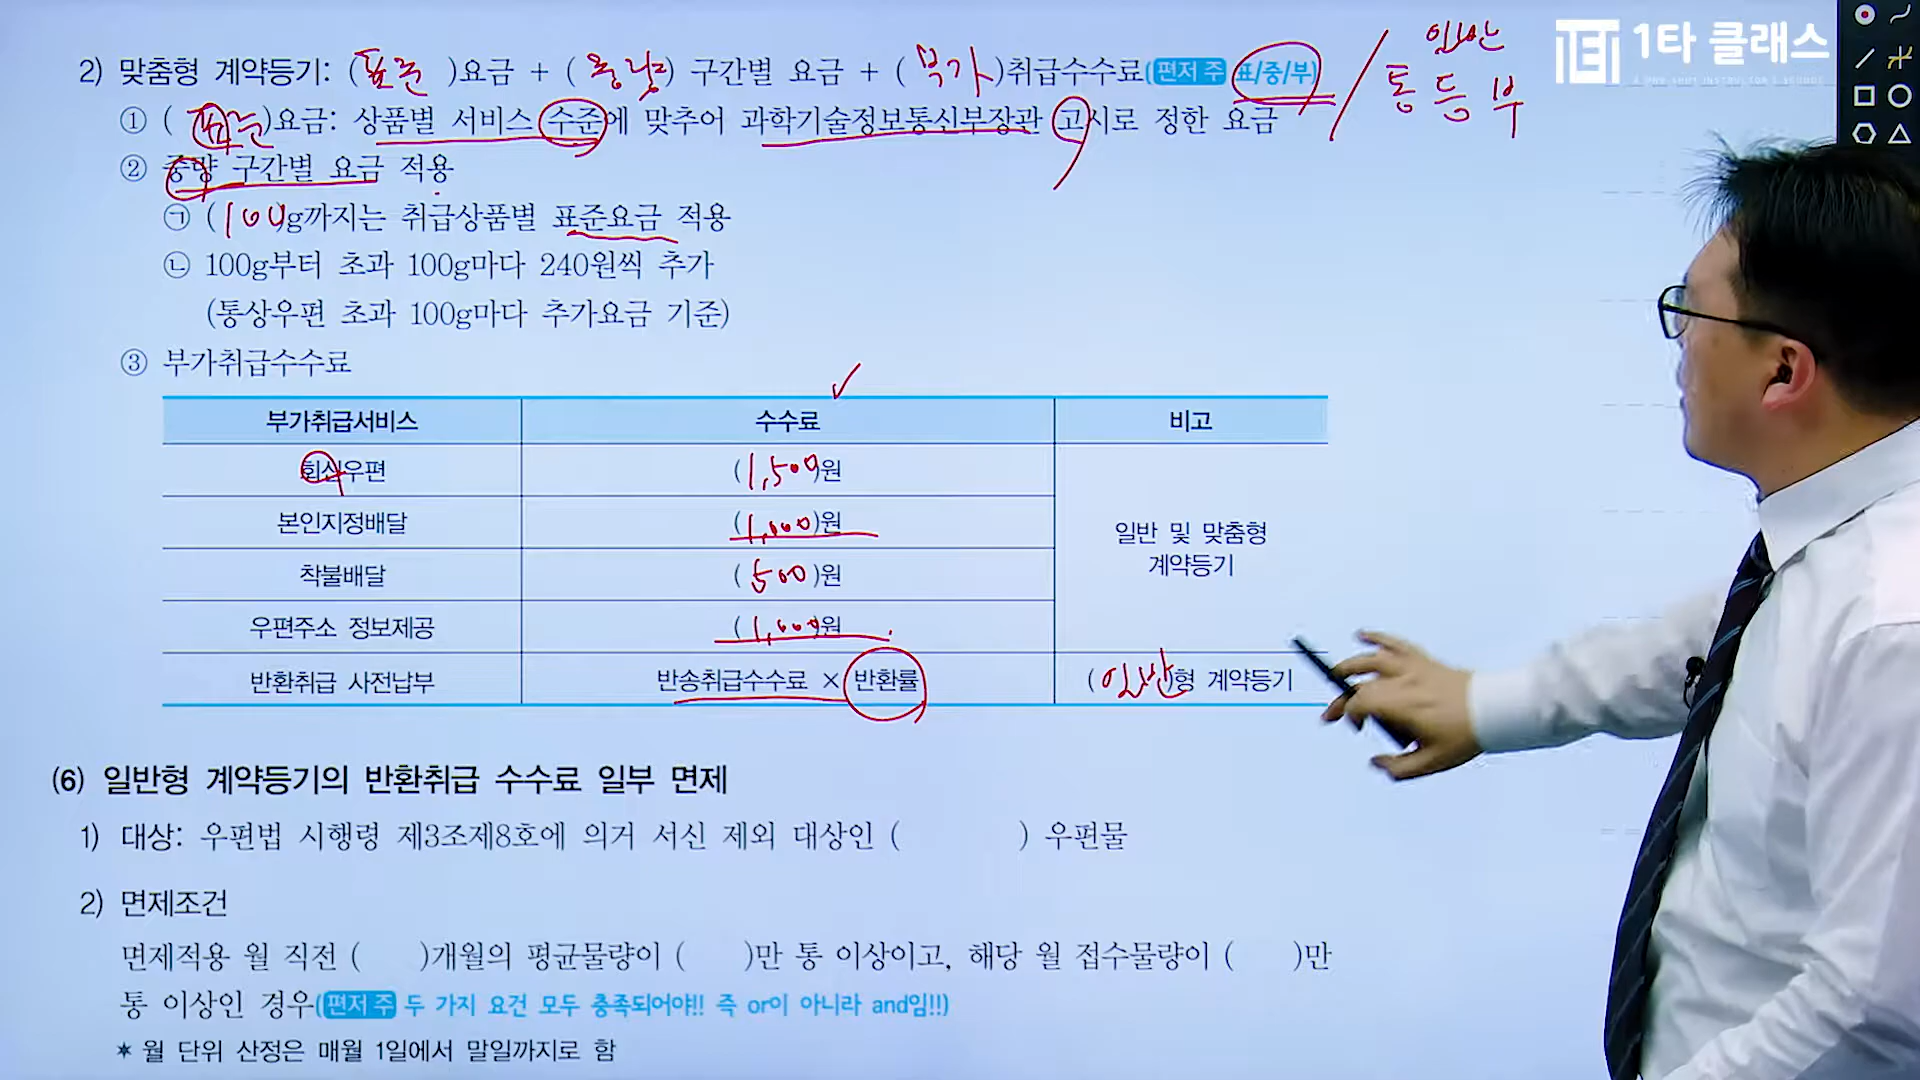 2) 맞춤형 계약등기: (표준)요금 + (중량) 구간별 요금 + (부가)취급수수료(편저 주 표/중/부) / 일반 통 등 부
1타 클래스
① (표준)요금: 상품별 서비스 수준에 맞추어 과학기술정보통신부장관 고시로 정한 요금
② 중량 구간별 요금 적용
㉠ (100)g까지는 취급상품별 표준요금 적용
㉡ 100g부터 초과 100g마다 240원씩 추가
(통상우편 초과 100g마다 추가요금 기준)
③ 부가취급수수료
부가취급서비스 수수료 비고
회신우편 (1,500)원
본인지정배달 (1,000)원
일반 및 맞춤형
계약등기
착불배달 (500)원
우편주소 정보제공 (1,000)원
반환취급 사전납부 반송취급수수료 × 반환률 (일반)형 계약등기
(6) 일반형 계약등기의 반환취급 수수료 일부 면제
1) 대상: 우편법 시행령 제3조제8호에 의거 서신 제외 대상인 ( ) 우편물
2) 면제조건
면제적용 월 직전 ( )개월의 평균물량이 ( )만 통 이상이고, 해당 월 접수물량이 ( )만
통 이상인 경우(편저 주 두 가지 요건 모두 충족되어야!! 즉 or이 아니라 and임!!)
* 월 단위 산정은 매월 1일에서 말일까지로 함